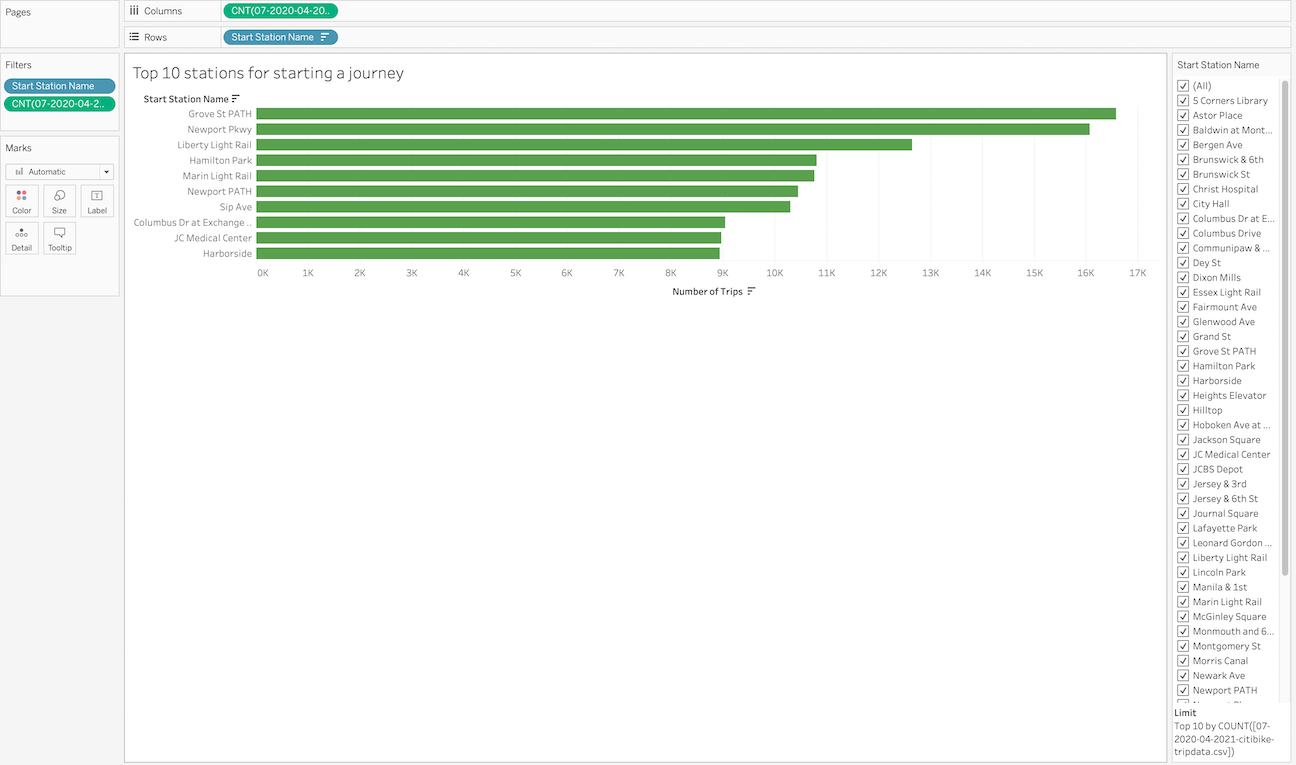 Pages
Columns
CNT(07-2020-04-20..
Rows
Start Station Name
Filters
Start Station Name
CNT(07-2020-04-2..
Marks
Automatic
Color
Size
Label
Detail
Tooltip
Top 10 stations for starting a journey
Start Station Name
Grove St PATH
Newport Pkwy
Liberty Light Rail
Hamilton Park
Marin Light Rail
Newport PATH
Sip Ave
Columbus Dr at Exchange ..
JC Medical Center
Harborside
0K 1K 2K 3K 4K 5K 6K 7K 8K 9K 10K 11K 12K 13K 14K 15K 16K 17K
Number of Trips
Start Station Name
(All)
5 Corners Library
Astor Place
Baldwin at Mont...
Bergen Ave
Brunswick & 6th
Brunswick St
Christ Hospital
City Hall
Columbus Dr at E...
Columbus Drive
Communipaw & ...
Dey St
Dixon Mills
Essex Light Rail
Fairmount Ave
Glenwood Ave
Grand St
Grove St PATH
Hamilton Park
Harborside
Heights Elevator
Hilltop
Hoboken Ave at ...
Jackson Square
JC Medical Center
JCBS Depot
Jersey & 3rd
Jersey & 6th St
Journal Square
Lafayette Park
Leonard Gordon ...
Liberty Light Rail
Lincoln Park
Manila & 1st
Marin Light Rail
McGinley Square
Monmouth and 6...
Montgomery St
Morris Canal
Newark Ave
Newport PATH
Limit
Top 10 by COUNT([07-
2020-04-2021-citibike-
tripdata.csv])